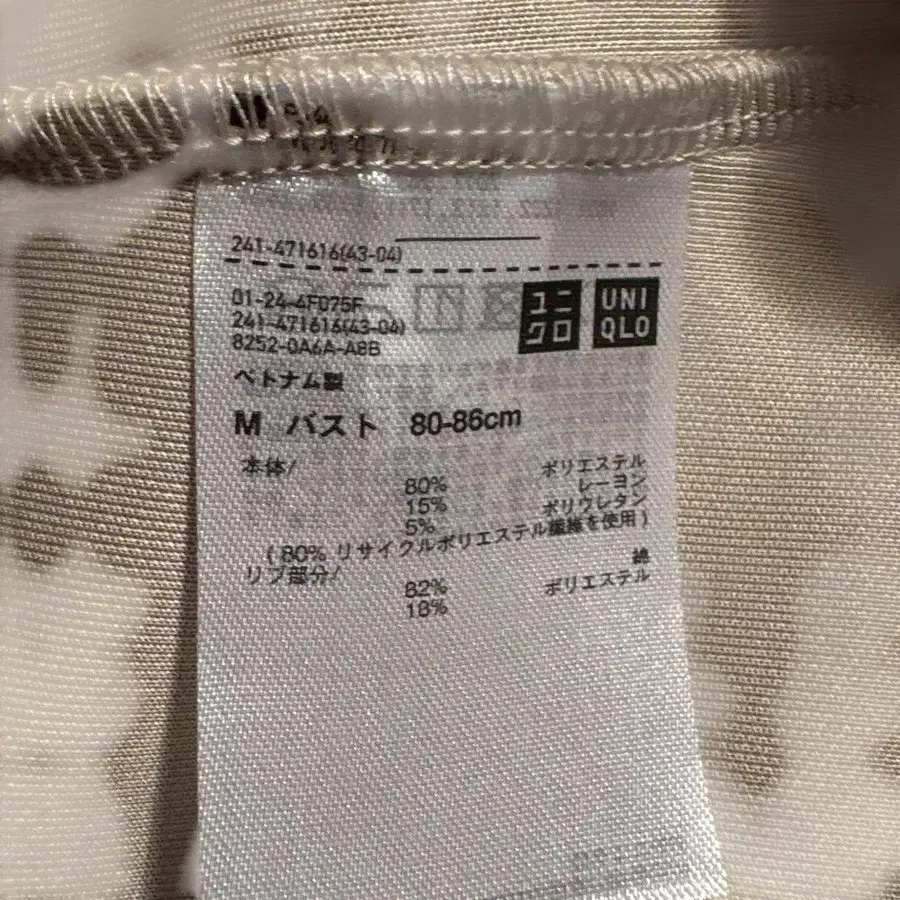 241-471616(43-04)
01-24-4F075F
241-471616(43-04)
8252-0A6A-A8B
ユニ
クロ
UNI
QLO
ベトナム製
M バスト 80-86cm
本体/
ポリエステル
80% レーヨン
15% ポリウレタン
5%
( 80% リサイクルポリエステル繊維を使用 )
リブ部分/
綿
82% ポリエステル
18%